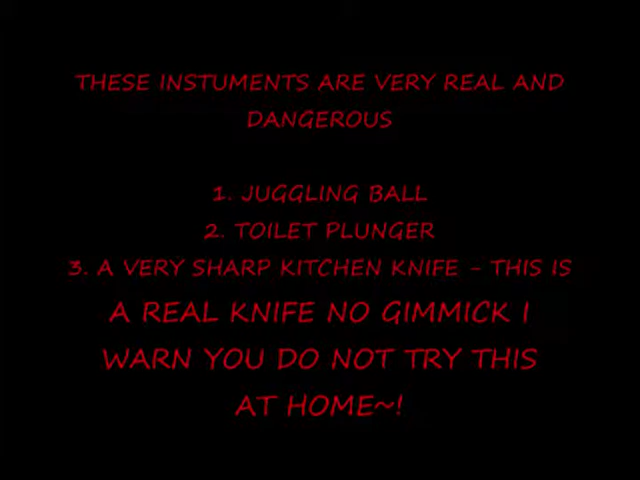 THESE INSTUMENTS ARE VERY REAL AND
DANGEROUS
1. JUGGLING BALL
2. TOILET PLUNGER
3. A VERY SHARP KITCHEN KNIFE - THIS IS
A REAL KNIFE NO GIMMICK I
WARN YOU DO NOT TRY THIS
AT HOME~!